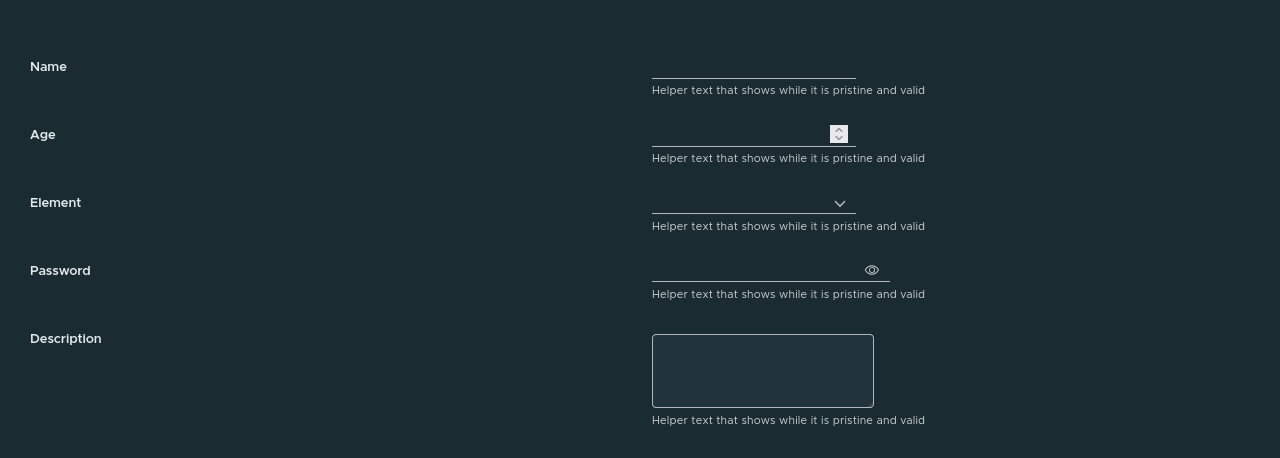 Name
Helper text that shows while it is pristine and valid
Age
Helper text that shows while it is pristine and valid
Element
Helper text that shows while it is pristine and valid
Password
Helper text that shows while it is pristine and valid
Description
Helper text that shows while it is pristine and valid